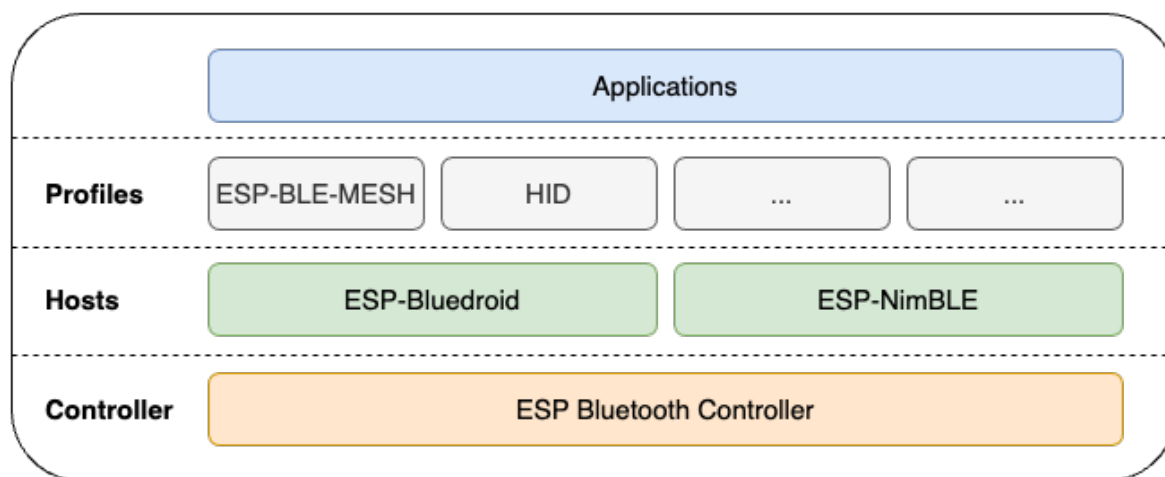 Applications
Profiles ESP-BLE-MESH HID ... ...
Hosts ESP-Bluedroid ESP-NimBLE
Controller ESP Bluetooth Controller